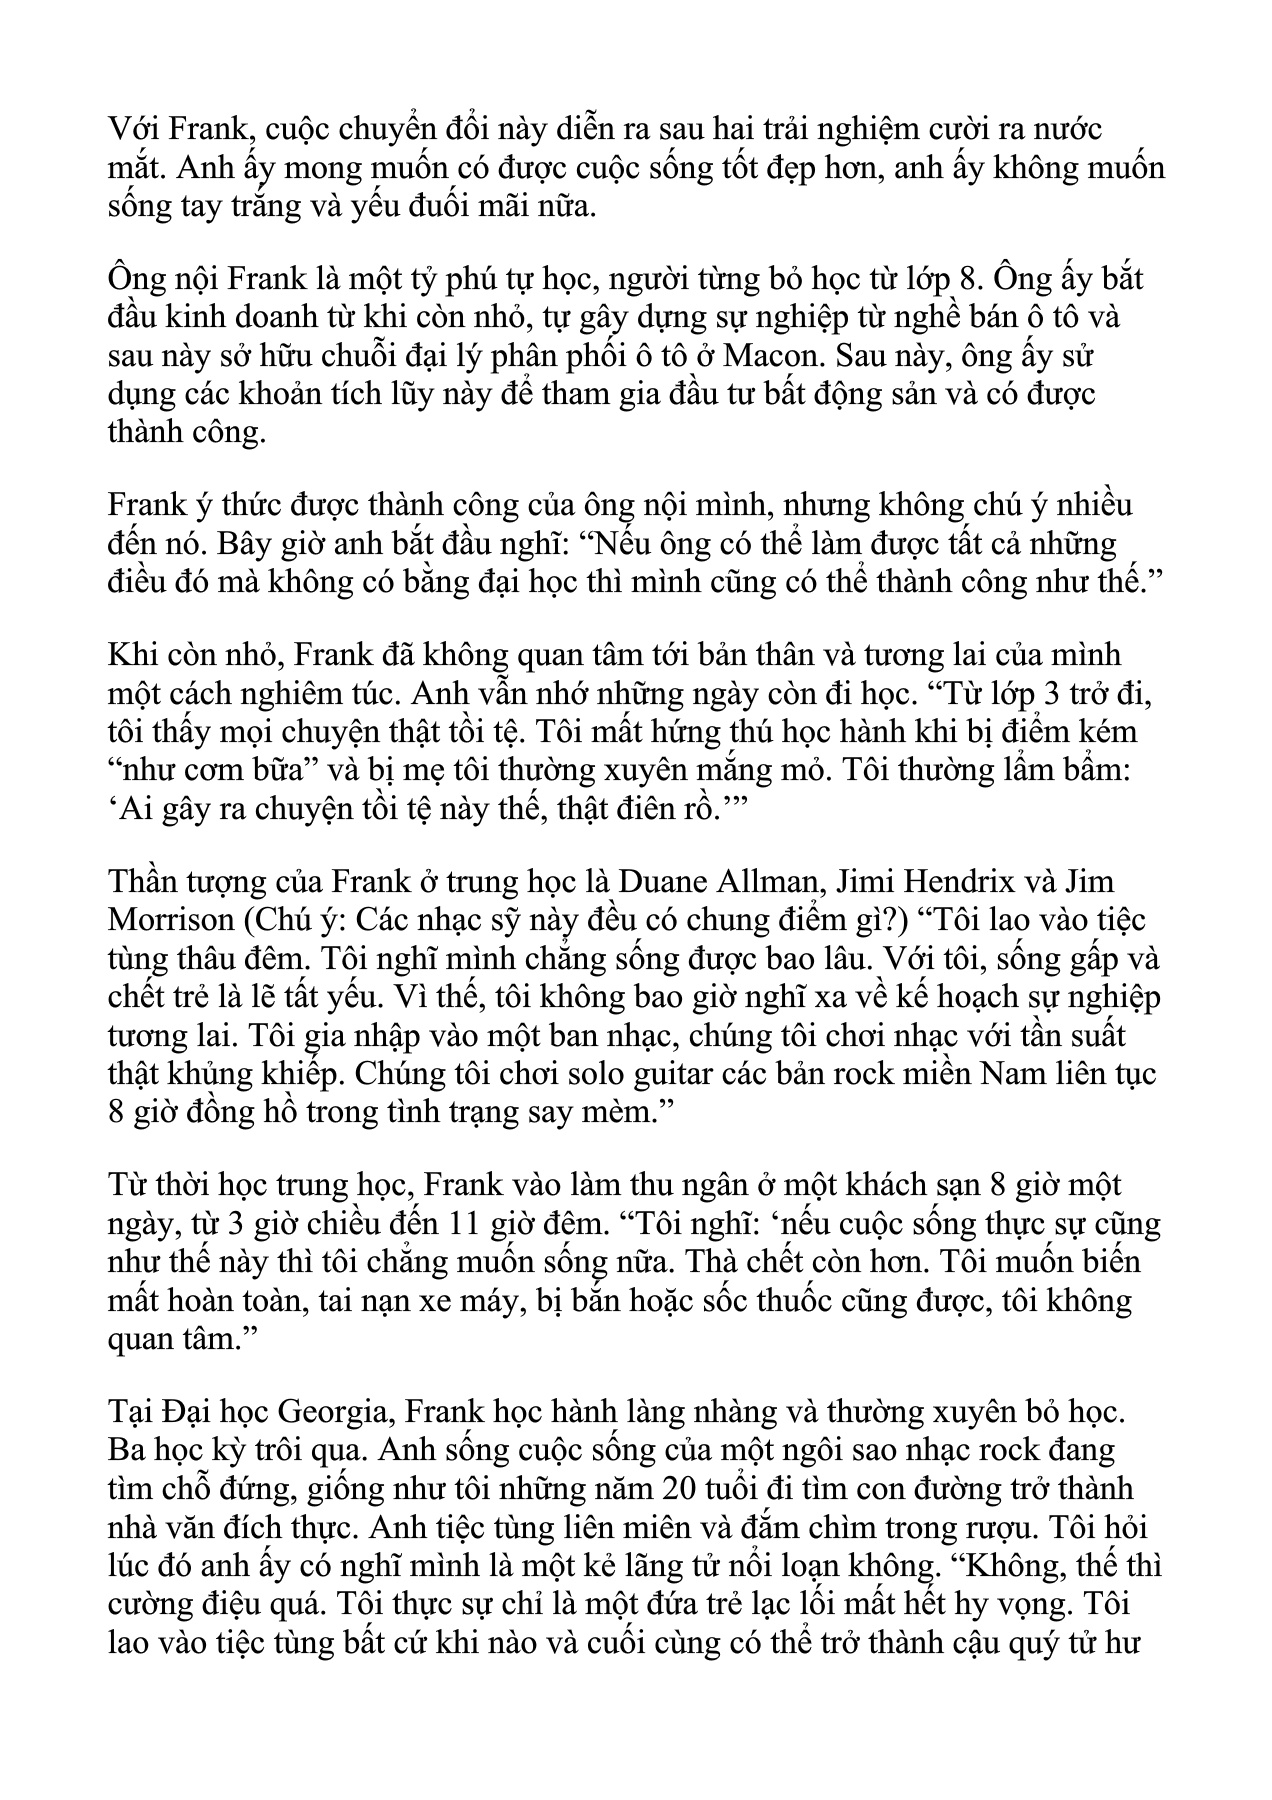 Với Frank, cuộc chuyển đổi này diễn ra sau hai trải nghiệm cười ra nước
mắt. Anh ấy mong muốn có được cuộc sống tốt đẹp hơn, anh ấy không muốn
sống tay trắng và yếu đuối mãi nữa.
Ông nội Frank là một tỷ phú tự học, người từng bỏ học từ lớp 8. Ông ấy bắt
đầu kinh doanh từ khi còn nhỏ, tự gây dựng sự nghiệp từ nghề bán ô tô và
sau này sở hữu chuỗi đại lý phân phối ô tô ở Macon. Sau này, ông ấy sử
dụng các khoản tích lũy này để tham gia đầu tư bất động sản và có được
thành công.
Frank ý thức được thành công của ông nội mình, nhưng không chú ý nhiều
đến nó. Bây giờ anh bắt đầu nghĩ: “Nếu ông có thể làm được tất cả những
điều đó mà không có bằng đại học thì mình cũng có thể thành công như thế.”
Khi còn nhỏ, Frank đã không quan tâm tới bản thân và tương lai của mình
một cách nghiêm túc. Anh vẫn nhớ những ngày còn đi học. “Từ lớp 3 trở đi,
tôi thấy mọi chuyện thật tồi tệ. Tôi mất hứng thú học hành khi bị điểm kém
“như cơm bữa” và bị mẹ tôi thường xuyên mắng mỏ. Tôi thường lẩm bẩm:
‘Ai gây ra chuyện tồi tệ này thế, thật điên rồ.’”
Thần tượng của Frank ở trung học là Duane Allman, Jimi Hendrix và Jim
Morrison (Chú ý: Các nhạc sỹ này đều có chung điểm gì?) “Tôi lao vào tiệc
tùng thâu đêm. Tôi nghĩ mình chẳng sống được bao lâu. Với tôi, sống gấp và
chết trẻ là lẽ tất yếu. Vì thế, tôi không bao giờ nghĩ xa về kế hoạch sự nghiệp
tương lai. Tôi gia nhập vào một ban nhạc, chúng tôi chơi nhạc với tần suất
thật khủng khiếp. Chúng tôi chơi solo guitar các bản rock miền Nam liên tục
8 giờ đồng hồ trong tình trạng say mèm.”
Từ thời học trung học, Frank vào làm thu ngân ở một khách sạn 8 giờ một
ngày, từ 3 giờ chiều đến 11 giờ đêm. “Tôi nghĩ: ‘nếu cuộc sống thực sự cũng
như thế này thì tôi chẳng muốn sống nữa. Thà chết còn hơn. Tôi muốn biến
mất hoàn toàn, tai nạn xe máy, bị bắn hoặc sốc thuốc cũng được, tôi không
quan tâm.”
Tại Đại học Georgia, Frank học hành làng nhàng và thường xuyên bỏ học.
Ba học kỳ trôi qua. Anh sống cuộc sống của một ngôi sao nhạc rock đang
tìm chỗ đứng, giống như tôi những năm 20 tuổi đi tìm con đường trở thành
nhà văn đích thực. Anh tiệc tùng liên miên và đắm chìm trong rượu. Tôi hỏi
lúc đó anh ấy có nghĩ mình là một kẻ lãng tử nổi loạn không. “Không, thế thì
cường điệu quá. Tôi thực sự chỉ là một đứa trẻ lạc lối mất hết hy vọng. Tôi
lao vào tiệc tùng bất cứ khi nào và cuối cùng có thể trở thành cậu quý tử hư